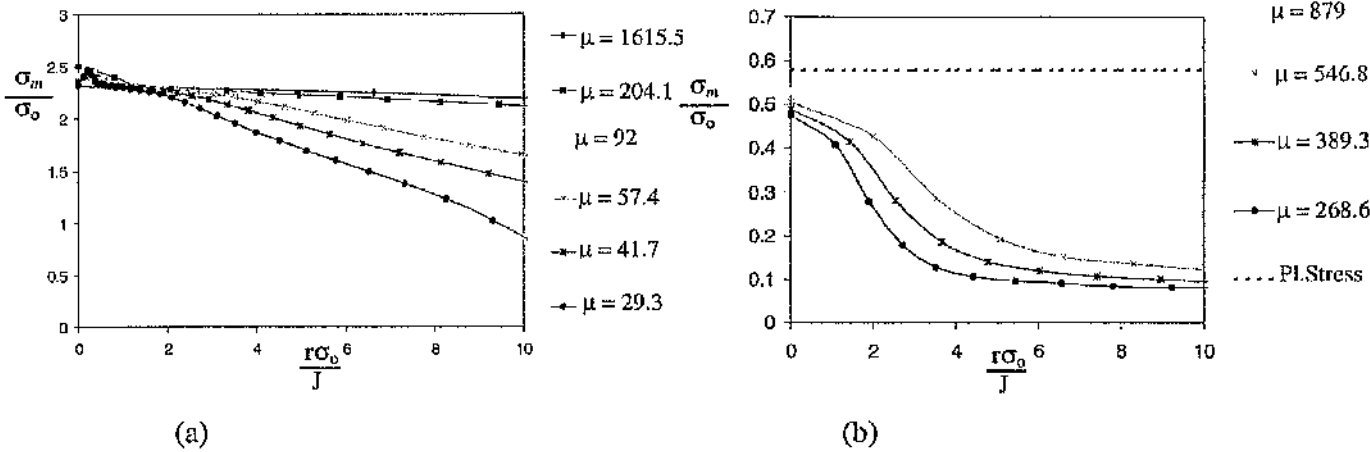 3
2.5
2
1.5
1
0.5
0
0 2 4 6 8 10
σm
σo
rσo
J
μ = 1615.5
μ = 204.1
μ = 92
μ = 57.4
μ = 41.7
μ = 29.3
(a)
0.7
0.6
0.5
0.4
0.3
0.2
0.1
0
0 2 4 6 8 10
σm
σo
rσo
J
μ = 879
μ = 546.8
μ = 389.3
μ = 268.6
Pl.Stress
(b)